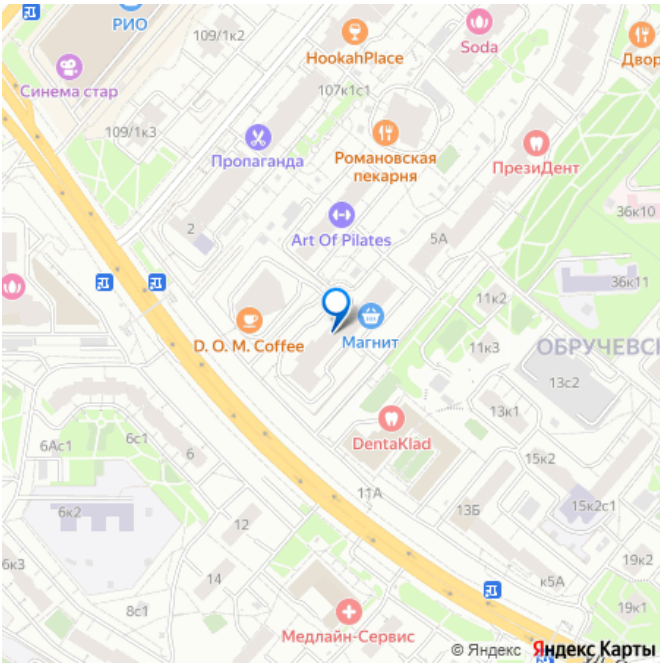 РИО
109/1к2
HookahPlace
Soda
Двор
Синема стар
107к1с1
109/1к3
Пропаганда
Романовская
пекарня
ПрезиДент
36к10
2
Art Of Pilates
5А
36к11
11к2
D. O. M. Coffee
Магнит
11к3
ОБРУЧЕВСК
13с2
13к1
DentaKlad
6Ас1
6с1
6
15к2
11А
6к2
12
13Б
15к2с1
6к3
14
19к2
к5А
8с1
19к1
Медлайн-Сервис
© Яндекс Яндекс Карты